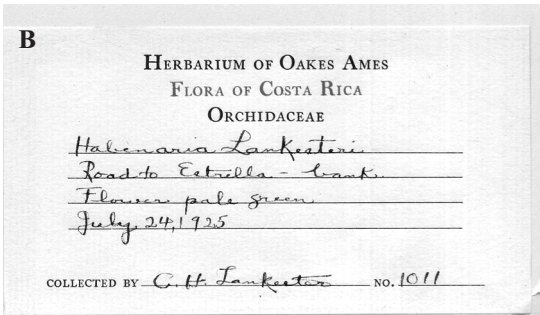 B
HERBARIUM OF OAKES AMES
FLORA OF COSTA RICA
ORCHIDACEAE
Habenaria Lankesteri
Road to Estrella - bank
Flowers pale green
July 24, 1925
COLLECTED BY C. H. Lankester NO. 1011